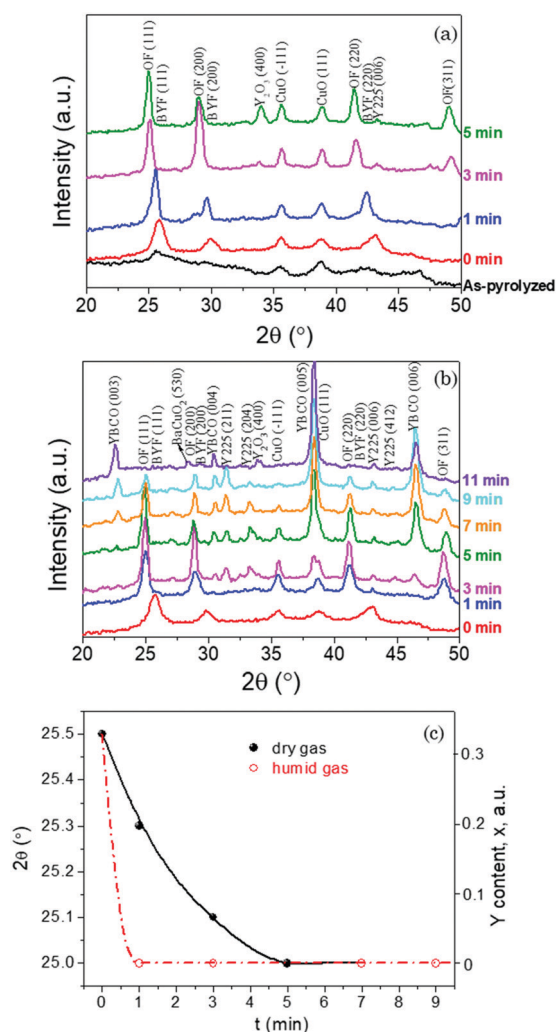 (a)
OF (111)
BYF (111)
OF (200)
BYF (200)
Y2O3 (400)
CuO (-111)
CuO (111)
OF (220)
BYF (220)
Y225 (006)
OF(311)
5 min
3 min
1 min
0 min
As-pyrolyzed
Intensity (a.u.)
20 25 30 35 40 45 50
2θ (°)
(b)
YBCO (003)
OF (111)
BYF (111)
BaCuO2 (530)
OF (200)
BYF (200)
YBCO (004)
Y225 (211)
Y225 (204)
Y2O3 (400)
CuO (-111)
YBCO (005)
CuO (111)
OF (220)
BYF (220)
Y225 (006)
Y225 (412)
YBCO (006)
OF (311)
11 min
9 min
7 min
5 min
3 min
1 min
0 min
Intensity (a.u.)
20 25 30 35 40 45 50
2θ (°)
(c)
dry gas
humid gas
25.5
25.4
25.3
25.2
25.1
25.0
2θ (°)
0.3
0.2
0.1
0
Y content, x, a.u.
0 1 2 3 4 5 6 7 8 9
t (min)